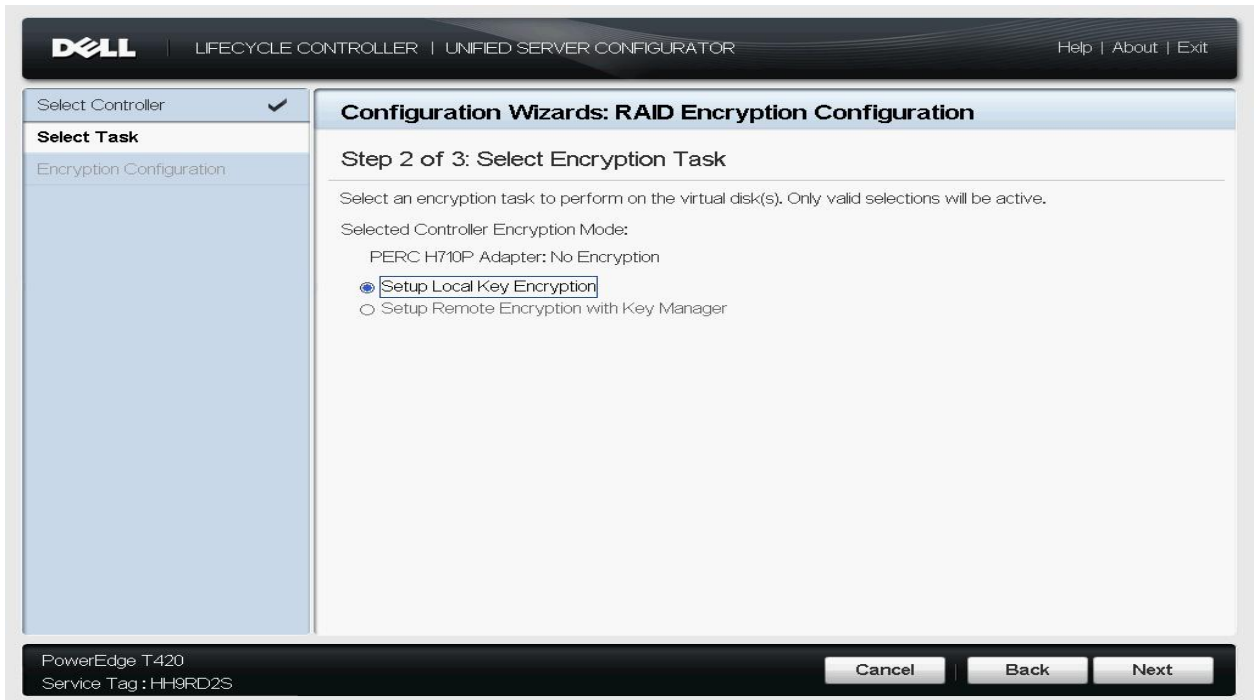 DELL LIFECYCLE CONTROLLER | UNIFIED SERVER CONFIGURATOR Help | About | Exit
Select Controller
Select Task
Encryption Configuration
Configuration Wizards: RAID Encryption Configuration
Step 2 of 3: Select Encryption Task
Select an encryption task to perform on the virtual disk(s). Only valid selections will be active.
Selected Controller Encryption Mode:
PERC H710P Adapter: No Encryption
Setup Local Key Encryption
Setup Remote Encryption with Key Manager
PowerEdge T420
Service Tag : HH9RD2S
Cancel | Back Next